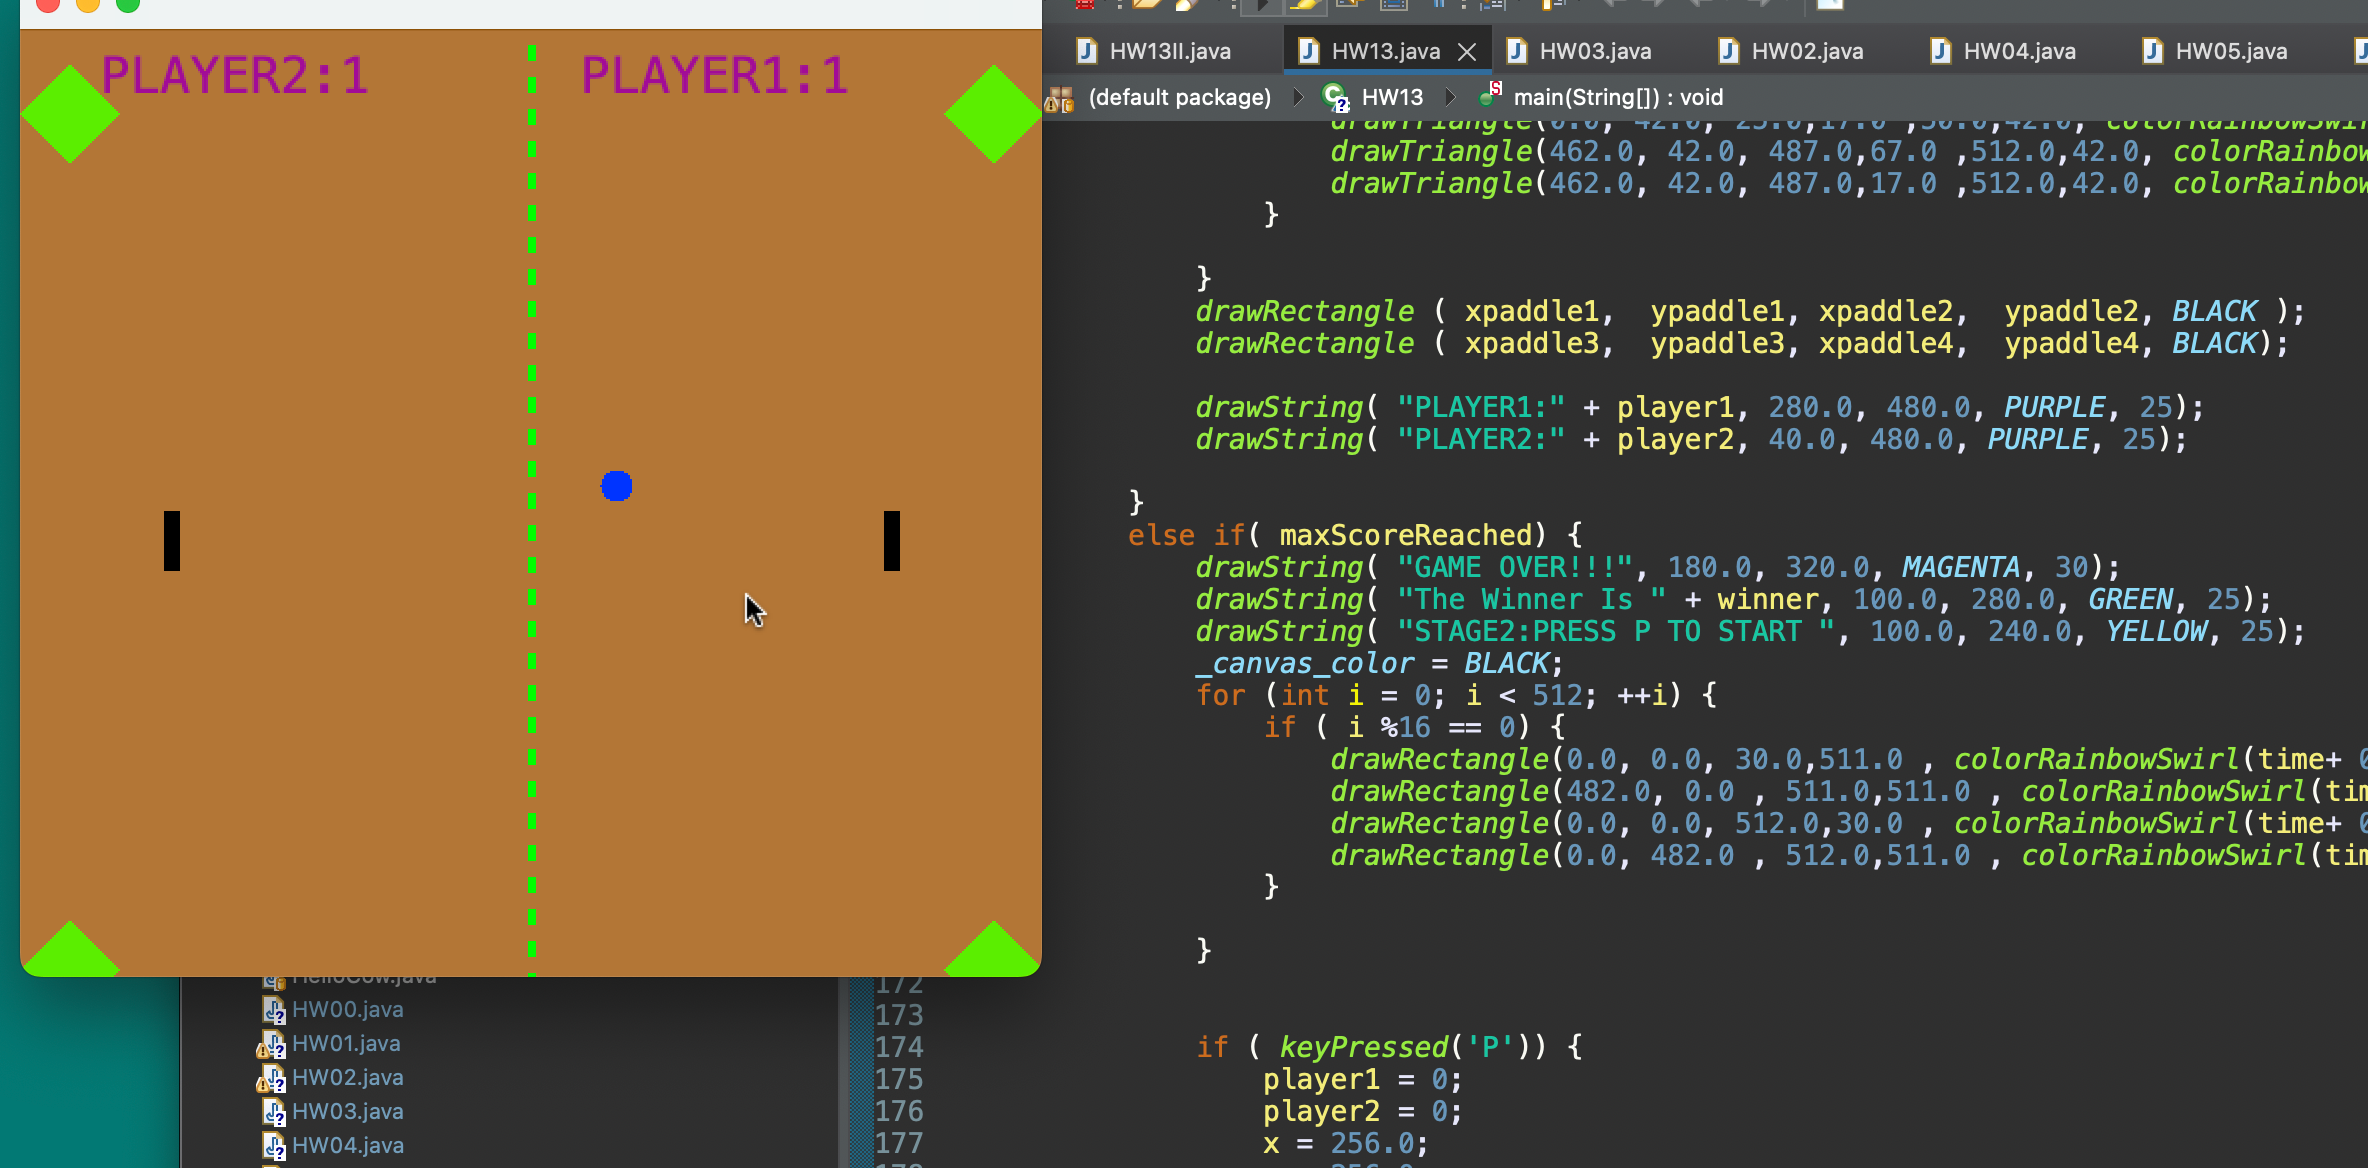 PLAYER2:1
PLAYER1:1
HW13II.java
HW13.java
HW03.java
HW02.java
HW04.java
HW05.java
(default package)
HW13
main(String[]) : void
drawTriangle(462.0, 42.0, 487.0,67.0 ,512.0,42.0, colorRainbow
drawTriangle(462.0, 42.0, 487.0,17.0 ,512.0,42.0, colorRainbow
}
}
drawRectangle ( xpaddle1,  ypaddle1, xpaddle2,  ypaddle2, BLACK );
drawRectangle ( xpaddle3,  ypaddle3, xpaddle4,  ypaddle4, BLACK);
drawString( "PLAYER1:" + player1, 280.0, 480.0, PURPLE, 25);
drawString( "PLAYER2:" + player2, 40.0, 480.0, PURPLE, 25);
}
else if( maxScoreReached) {
drawString( "GAME OVER!!!", 180.0, 320.0, MAGENTA, 30);
drawString( "The Winner Is " + winner, 100.0, 280.0, GREEN, 25);
drawString( "STAGE2:PRESS P TO START ", 100.0, 240.0, YELLOW, 25);
_canvas_color = BLACK;
for (int i = 0; i < 512; ++i) {
if ( i %16 == 0) {
drawRectangle(0.0, 0.0, 30.0,511.0 , colorRainbowSwirl(time+ 0
drawRectangle(482.0, 0.0 , 511.0,511.0 , colorRainbowSwirl(tim
drawRectangle(0.0, 0.0, 512.0,30.0 , colorRainbowSwirl(time+ 0
drawRectangle(0.0, 482.0 , 512.0,511.0 , colorRainbowSwirl(tim
}
}
HelloCow.java
HW00.java
HW01.java
HW02.java
HW03.java
HW04.java
172
173
174 if ( keyPressed('P')) {
175 player1 = 0;
176 player2 = 0;
177 x = 256.0;